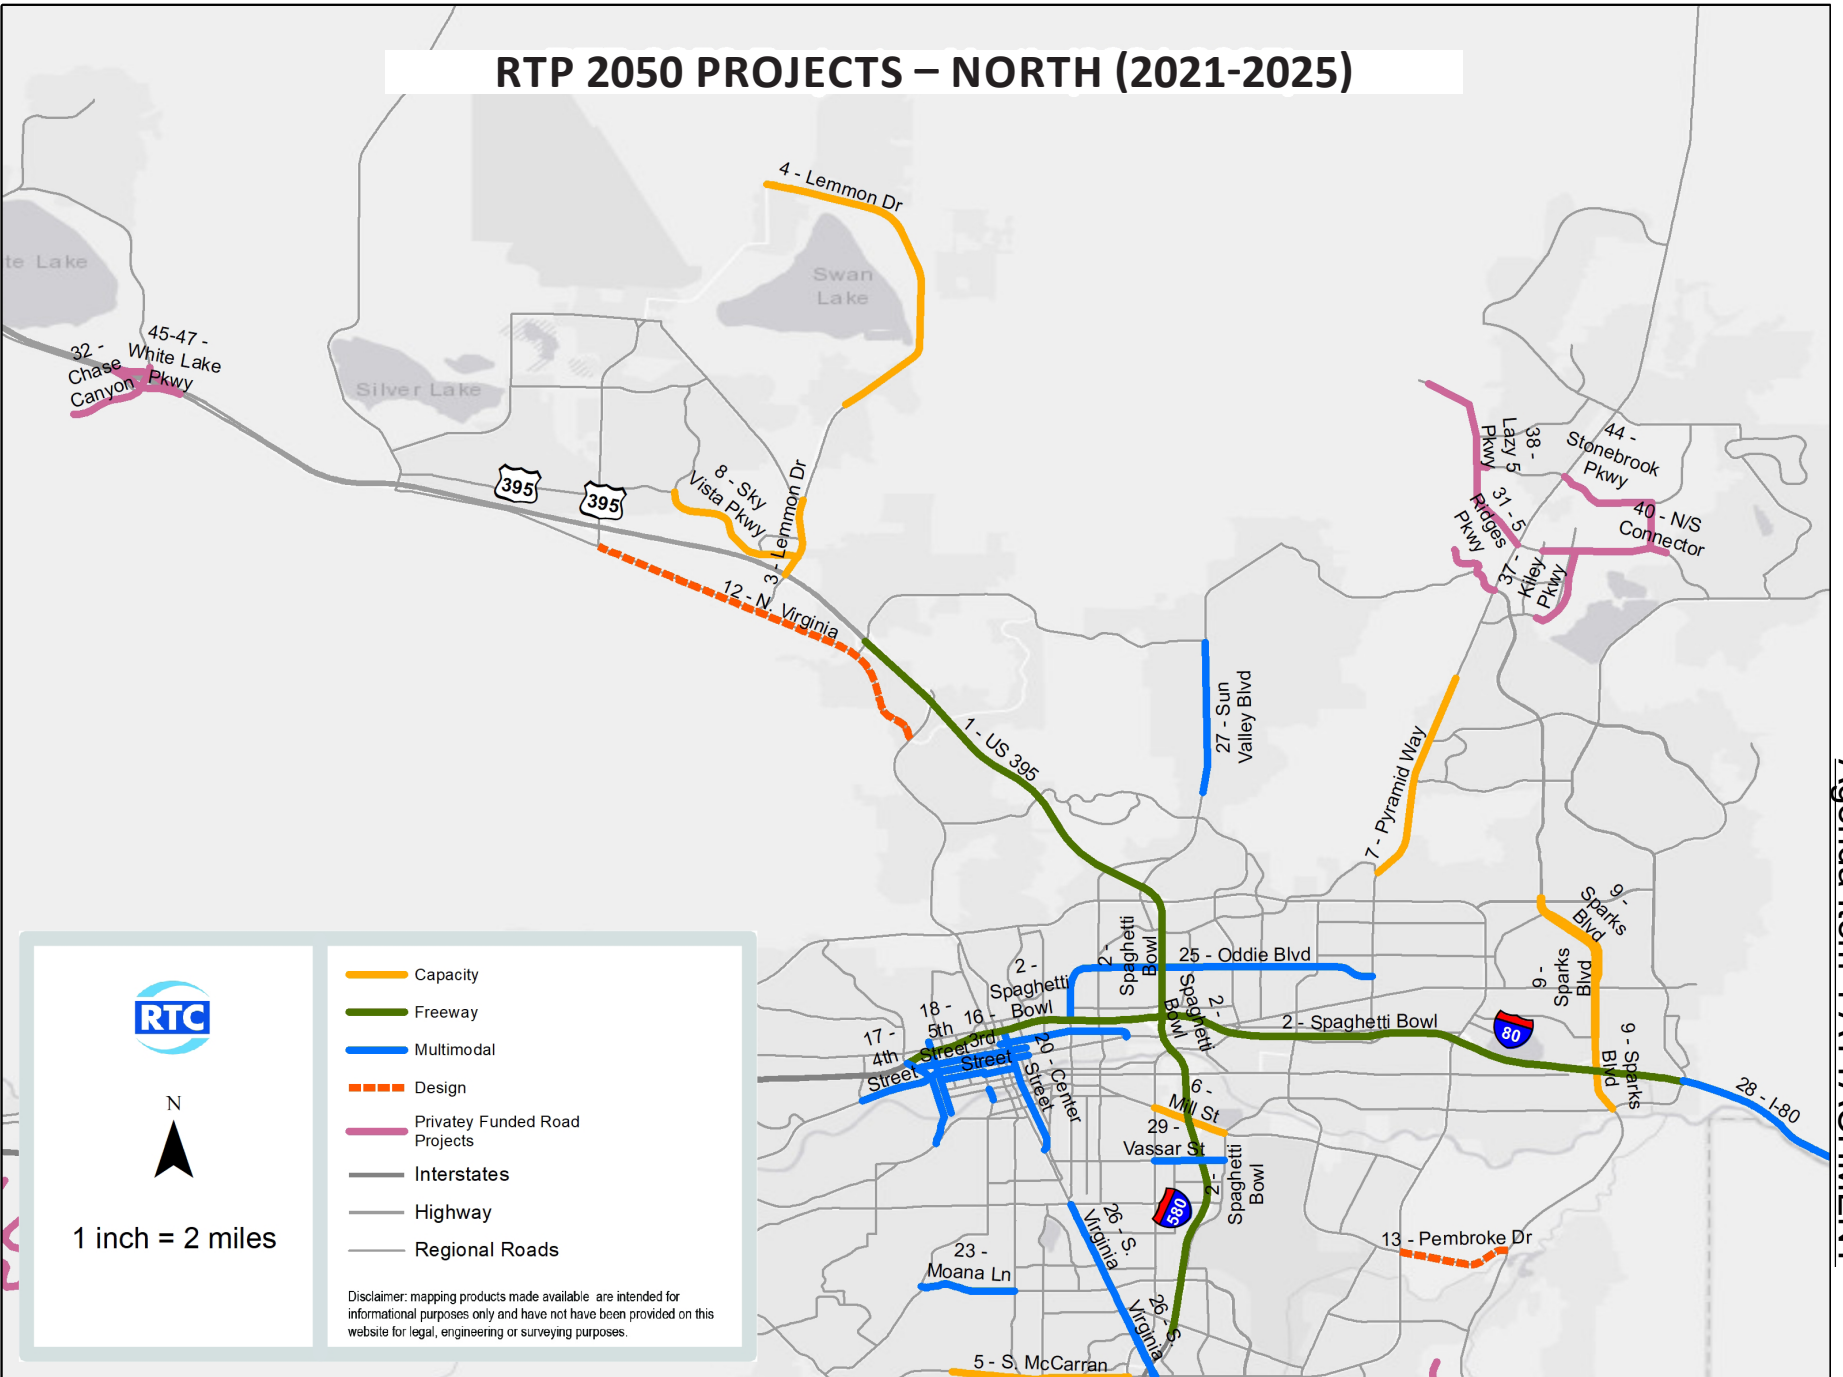 RTP 2050 PROJECTS – NORTH (2021-2025)
4 - Lemmon Dr
te Lake
Swan
Lake
32 -
Chase
Canyon
45-47 -
White Lake
Pkwy
Silver Lake
395
395
8 - Sky
Vista Pkwy
3 - Lemmon Dr
12 - N. Virginia
38 -
Lazy 5
Pkwy
44 -
Stonebrook
Pkwy
31 - 5
Ridges
Pkwy
40 - N/S
Connector
37 -
Kiley
Pkwy
1 - US 395
27 - Sun
Valley Blvd
7 - Pyramid Way
9 -
Sparks
Blvd
9 -
Sparks
Blvd
9 - Sparks
Blvd
2 -
Spaghetti
Bowl
25 - Oddie Blvd
2 -
Spaghetti
Bowl
2 -
Spaghetti
Bowl
2 - Spaghetti Bowl
80
18 -
5th
Street
16 -
3rd
Street
17 -
4th
Street
20 - Center
Street
6 -
Mill St
29 -
Vassar St
2 -
Spaghetti
Bowl
580
28 - I-80
26 - S.
Virginia
13 - Pembroke Dr
23 -
Moana Ln
26 - S.
Virginia
5 - S. McCarran
RTC
N
1 inch = 2 miles
Capacity
Freeway
Multimodal
Design
Privatey Funded Road
Projects
Interstates
Highway
Regional Roads
Disclaimer: mapping products made available are intended for
informational purposes only and have not have been provided on this
website for legal, engineering or surveying purposes.